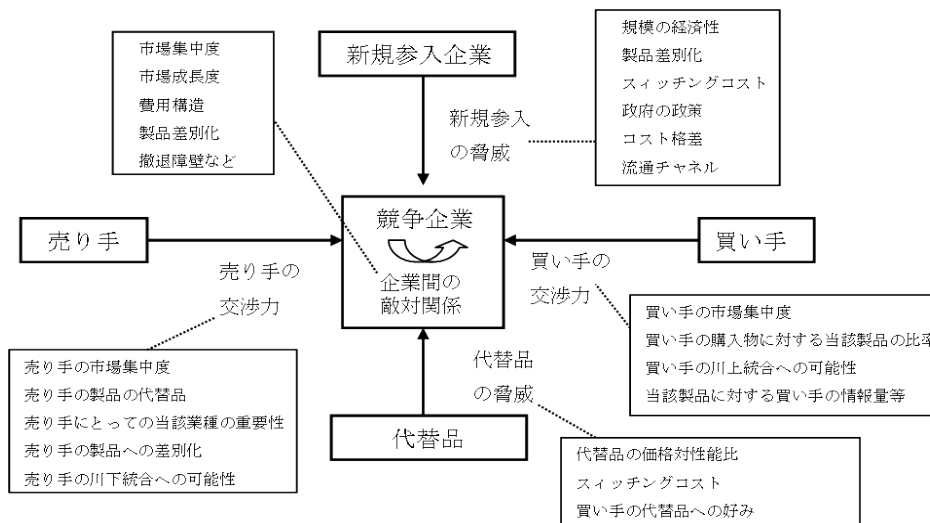 市場集中度
市場成長度
費用構造
製品差別化
撤退障壁など
新規参入企業
規模の経済性
製品差別化
スィッチングコスト
政府の政策
コスト格差
流通チャネル
新規参入
の脅威
売り手
競争企業
企業間の
敵対関係
買い手
売り手の
交渉力
買い手の
交渉力
買い手の市場集中度
買い手の購入物に対する当該製品の比率
買い手の川上統合への可能性
当該製品に対する買い手の情報量等
売り手の市場集中度
売り手の製品の代替品
売り手にとっての当該業種の重要性
売り手の製品への差別化
売り手の川下統合への可能性
代替品
の脅威
代替品
代替品の価格対性能比
スィッチングコスト
買い手の代替品への好み